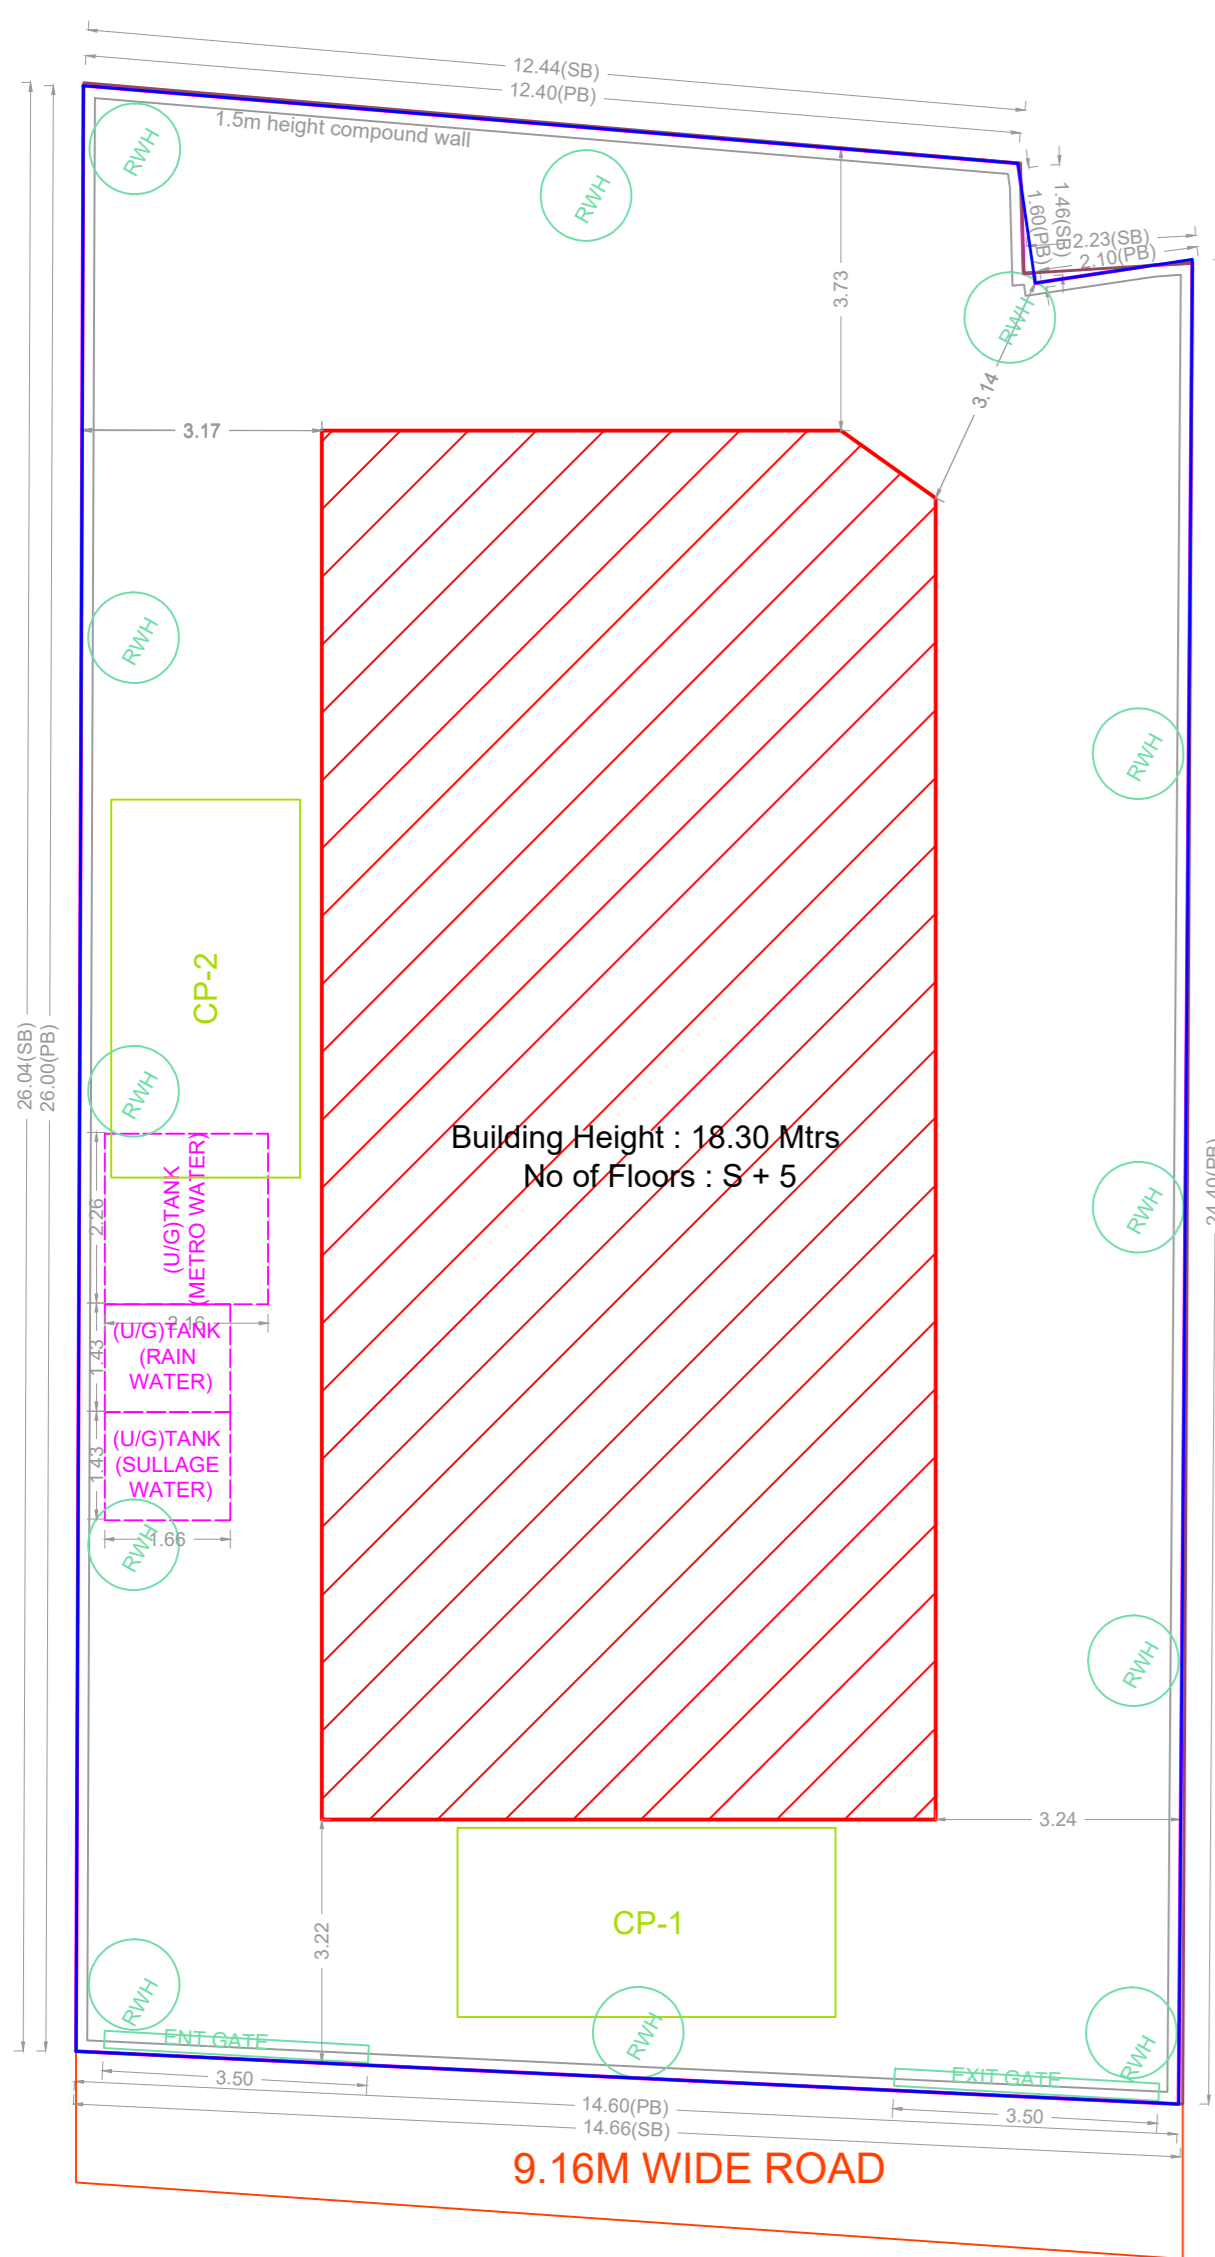 12.44(SB)
12.40(PB)
1.5m height compound wall
RWH
RWH
1.46(SB)
1.60(PB)
2.23(SB)
2.10(PB)
RWH
3.73
3.14
3.17
RWH
RWH
CP-2
26.04(SB)
26.00(PB)
RWH
Building Height : 18.30 Mtrs
No of Floors : S + 5
24.40(PB)
RWH
2.26
(U/G)TANK
(METRO WATER)
2.16
1.43
(U/G)TANK
(RAIN
WATER)
1.43
(U/G)TANK
(SULLAGE
WATER)
1.66
RWH
RWH
3.24
3.22
CP-1
RWH
RWH
RWH
ENT GATE
EXIT GATE
3.50
14.60(PB)
3.50
14.66(SB)
9.16M WIDE ROAD